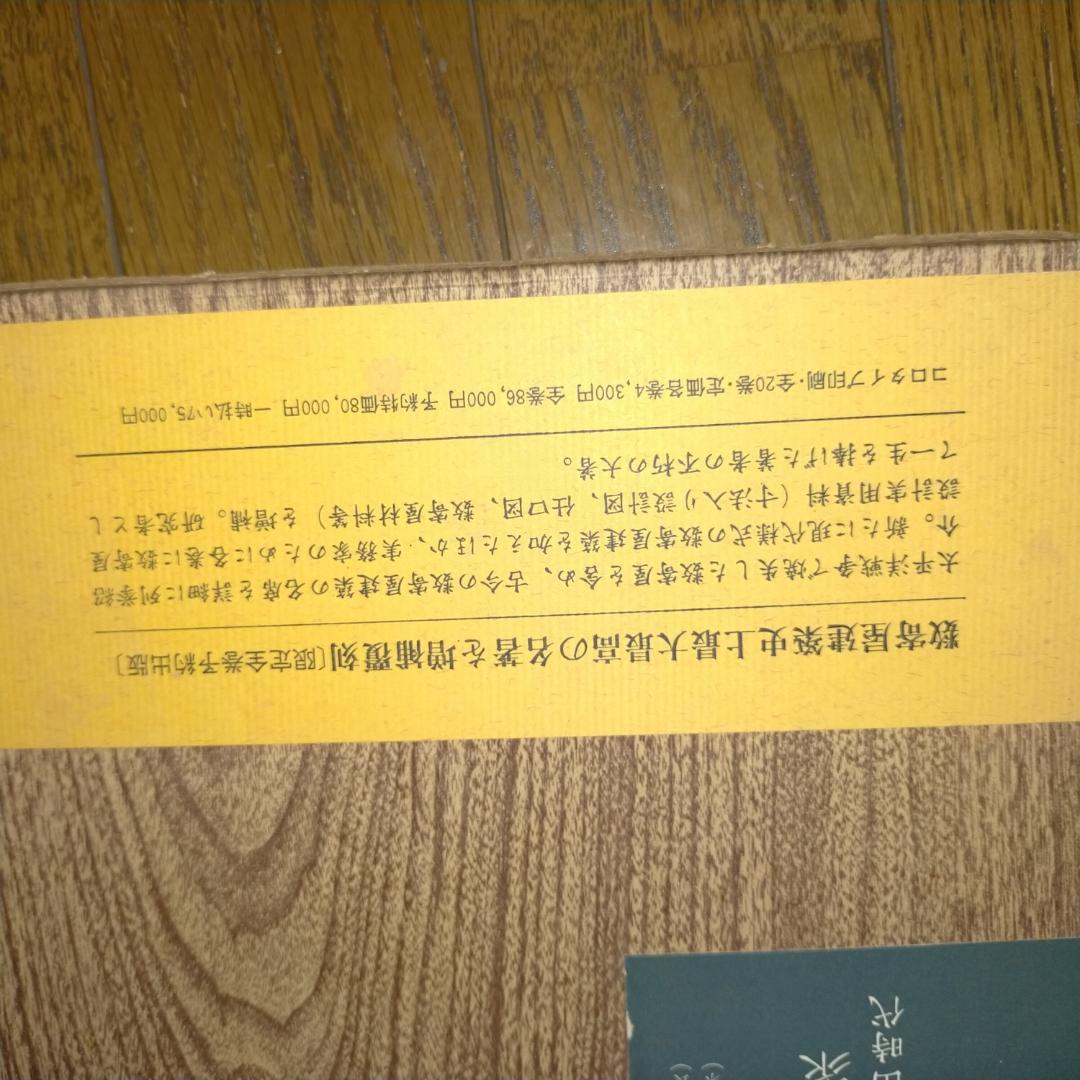 数寄屋建築史上最大最高の名著を増補覆刻〔限定全巻予約出版〕
太平洋戦争で焼失した数寄屋を含め、古今の数寄屋建築の名席を詳細に列挙紹
介。新たに現代様式の数寄屋建築を加えたほか、実務家のために各巻に数寄屋
設計実用資料（寸法入り設計図、仕口図、数寄屋材料等）を増補。研究者とし
て一生を捧げた著者の不朽の大著。
コロタイプ印刷・全20巻・定価各巻4,300円 全巻86,000円 予約特価80,000円 一時払い75,000円
時代